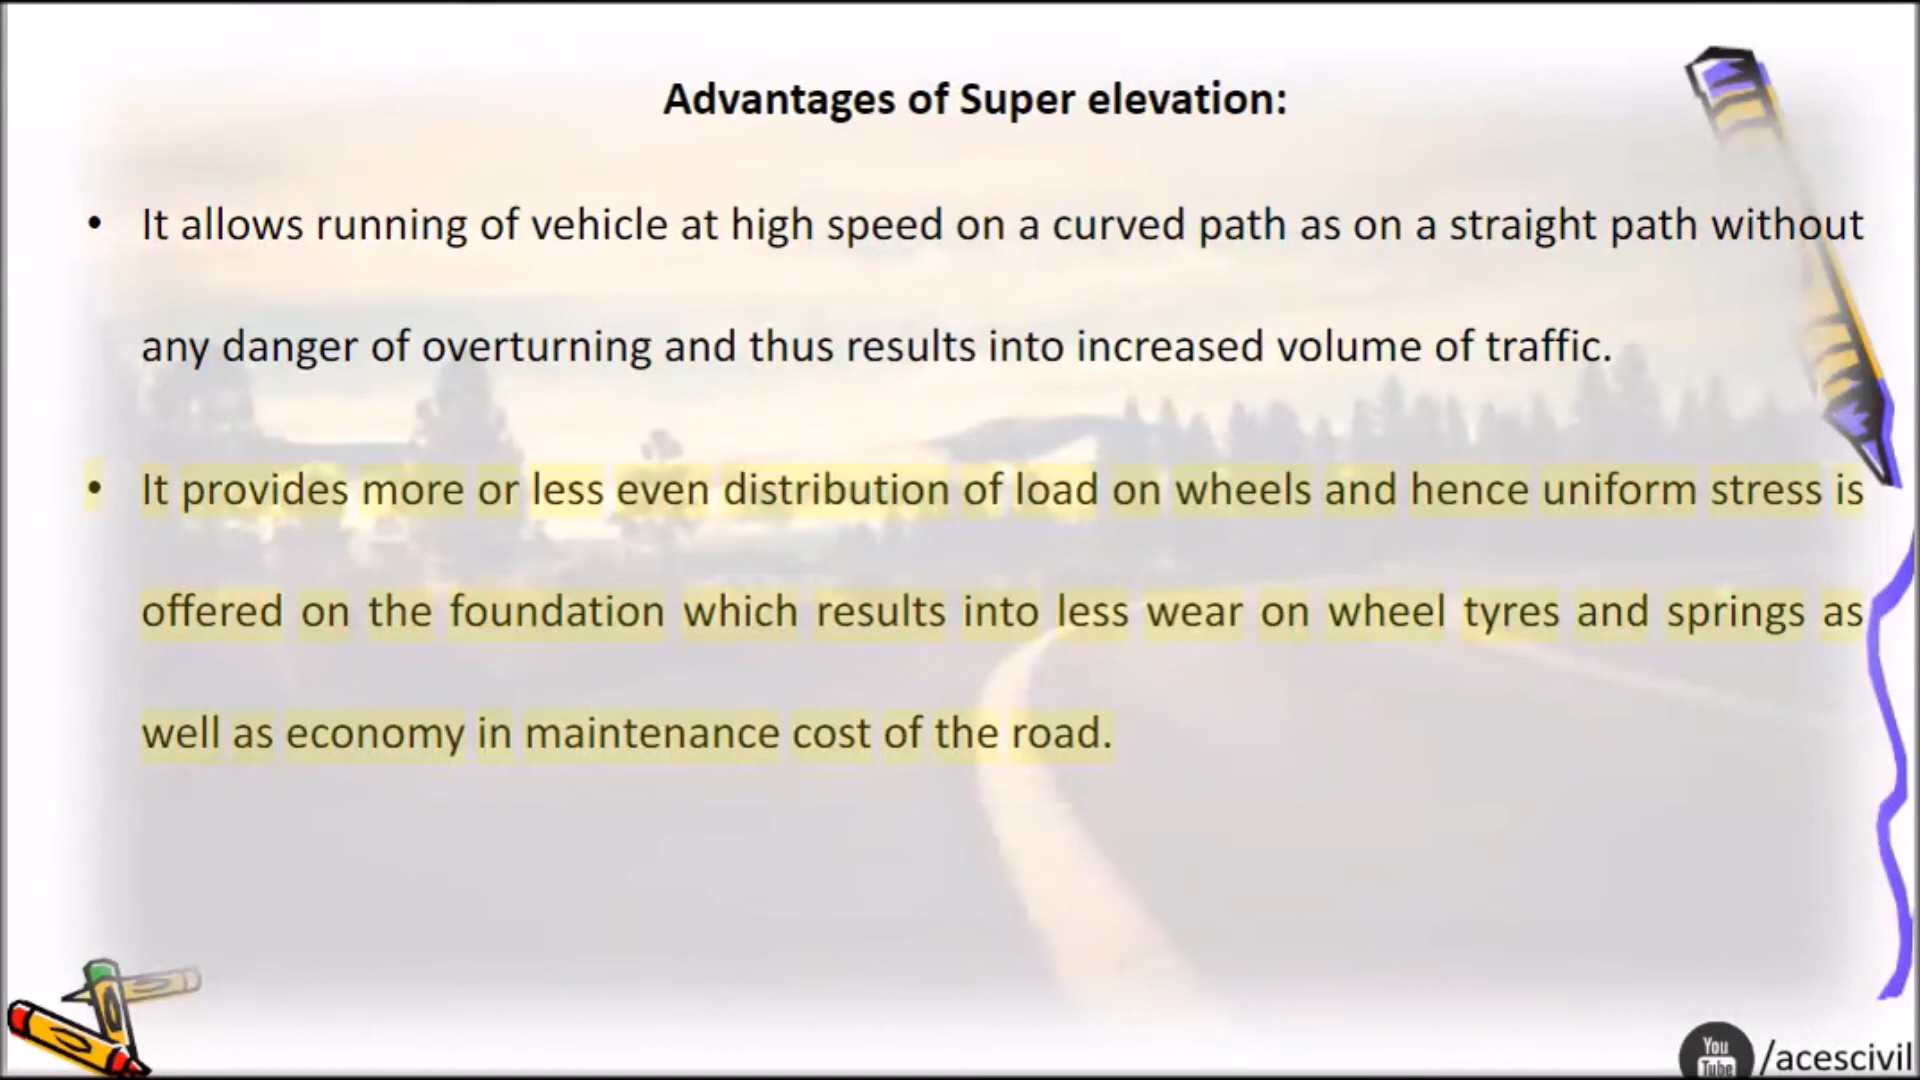 Advantages of Super elevation:
• It allows running of vehicle at high speed on a curved path as on a straight path without
any danger of overturning and thus results into increased volume of traffic.
• It provides more or less even distribution of load on wheels and hence uniform stress is
offered on the foundation which results into less wear on wheel tyres and springs as
well as economy in maintenance cost of the road.
You
Tube /acescivil